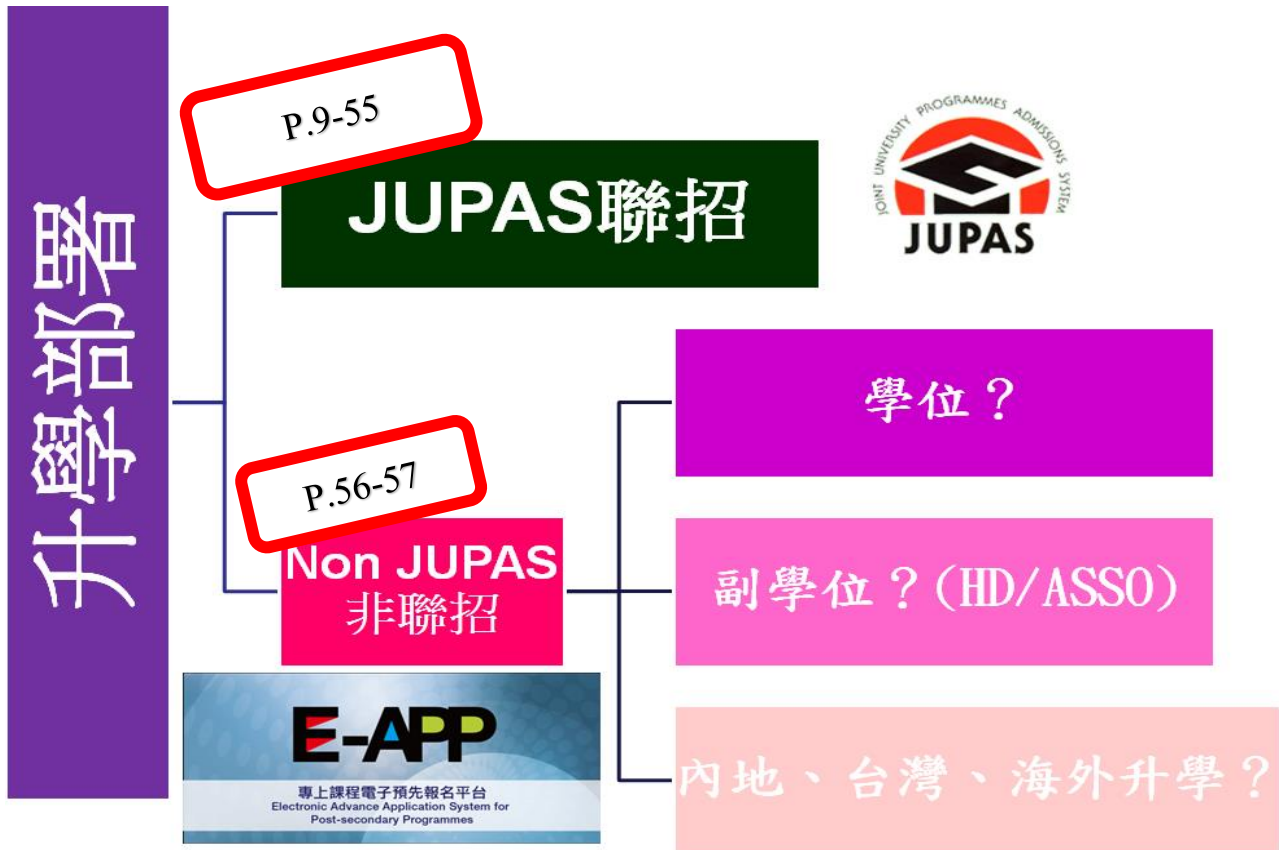 升學部署
P.9-55
JUPAS聯招
JOINT UNIVERSITY PROGRAMMES ADMISSIONS SYSTEM
JUPAS
學位？
P.56-57
Non JUPAS
非聯招
副學位？(HD/ASSO)
E-APP
專上課程電子預先報名平台
Electronic Advance Application System for
Post-secondary Programmes
內地、台灣、海外升學？